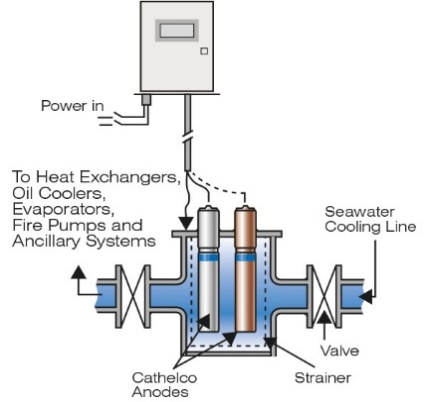 Power in
To Heat Exchangers,
Oil Coolers,
Evaporators,
Fire Pumps and
Ancillary Systems
Seawater
Cooling Line
Valve
Cathelco
Anodes
Strainer